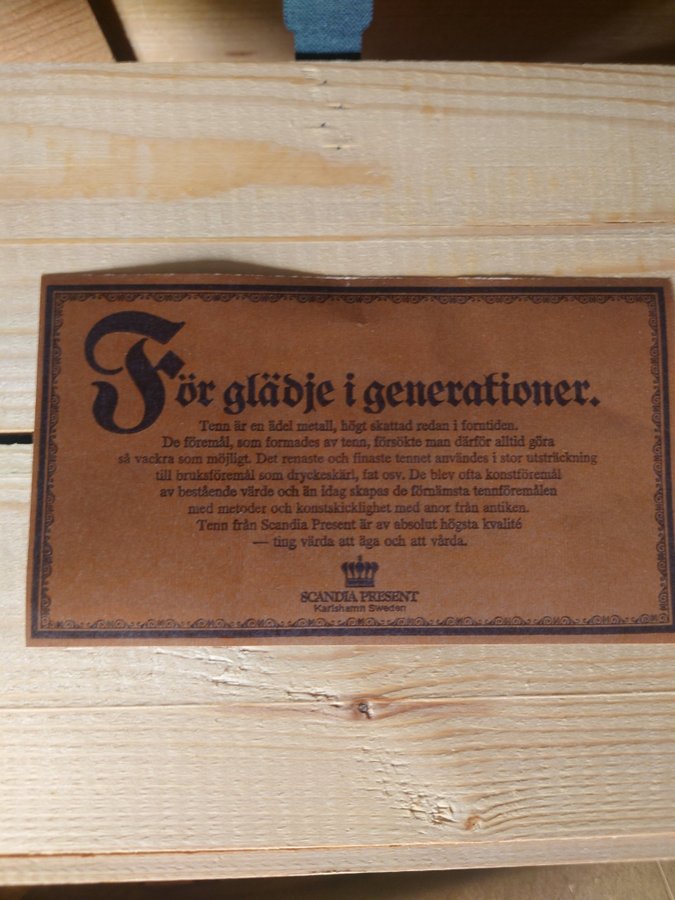 För glädje i generationer.
Tenn är en ädel metall, högt skattad redan i forntiden.
De föremål, som formades av tenn, försökte man därför alltid göra
så vackra som möjligt. Det renaste och finaste tennet användes i stor utsträckning
till bruksföremål som dryckeskärl, fat osv. De blev ofta konstföremål
av bestående värde och än idag skapas de förnämsta tennföremålen
med metoder och konstskicklighet med anor från antiken.
Tenn från Scandia Present är av absolut högsta kvalité
— ting värda att äga och att vårda.
SCANDIA PRESENT
Karlshamn Sweden